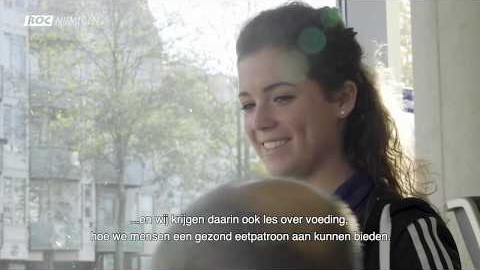 ROC NIJMEGEN
...en wij krijgen daarin ook les over voeding,
hoe we mensen een gezond eetpatroon aan kunnen bieden.